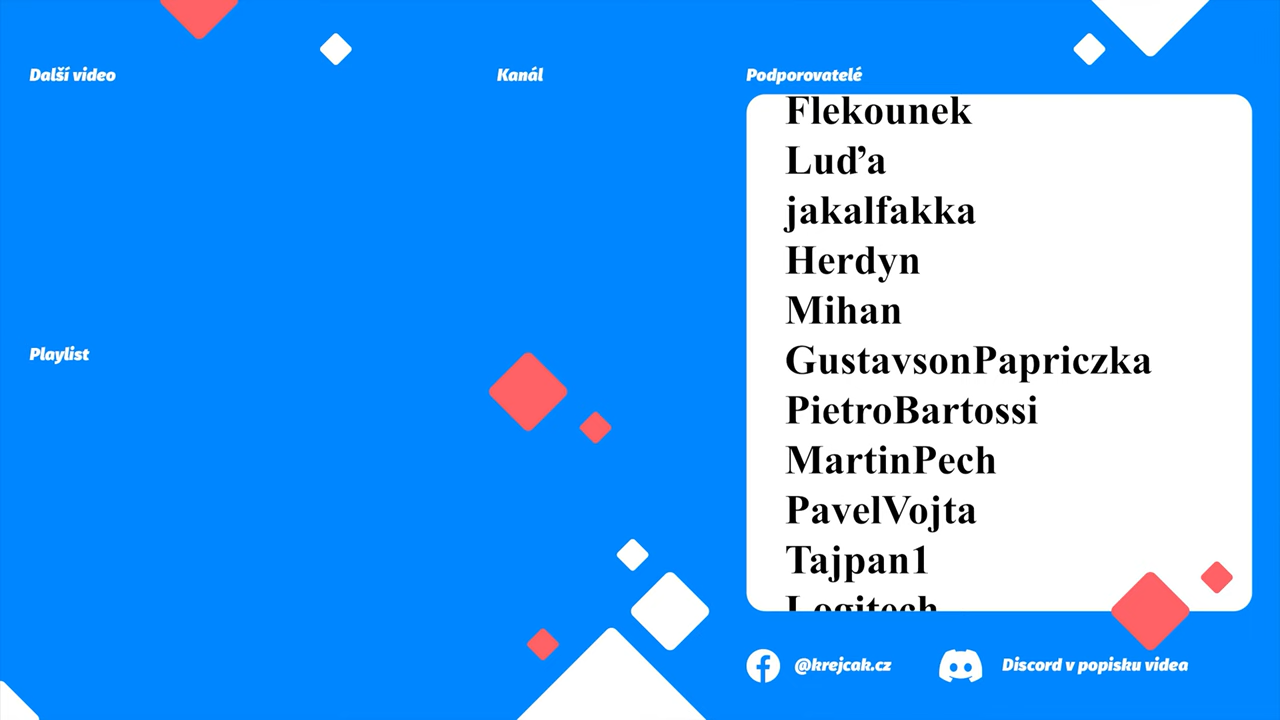 Další video
Kanál
Podporovatelé
Flekounek
Luďa
jakalfakka
Herdyn
Mihan
GustavsonPapriczka
PietroBartossi
MartinPech
PavelVojta
Tajpan1
Logitech
Playlist
@krejcak.cz
Discord v popisku videa